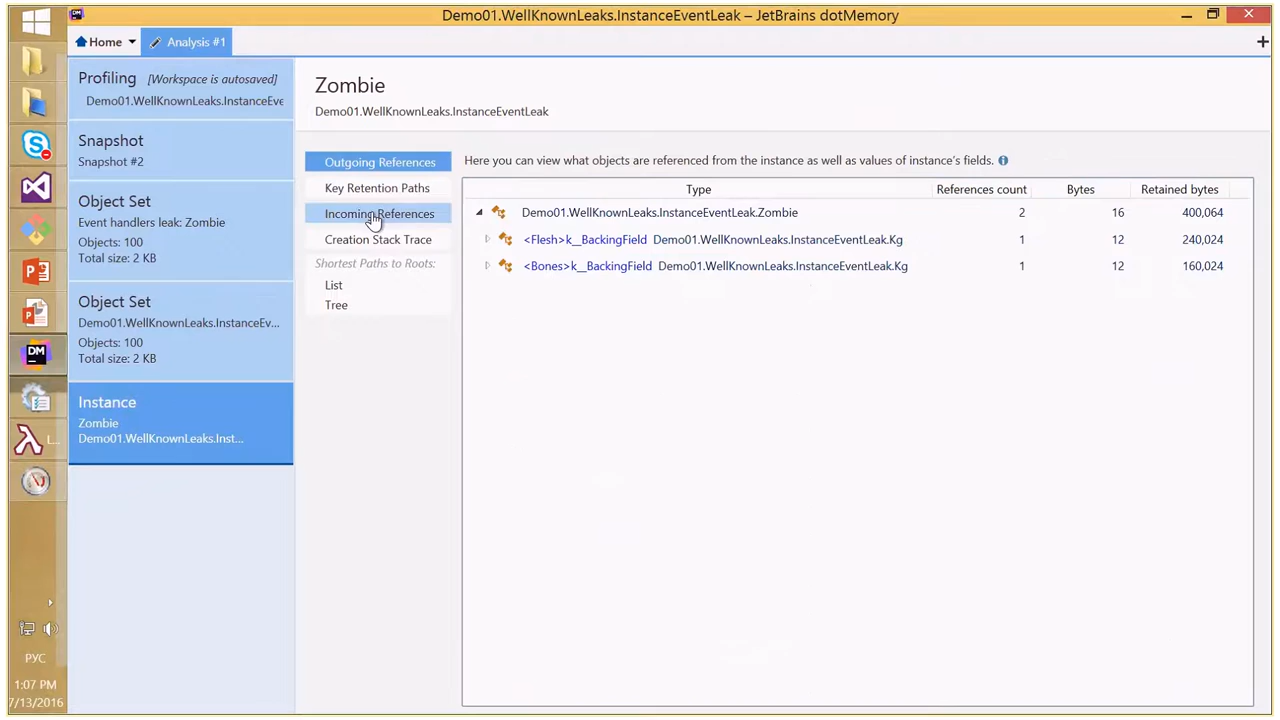 Demo01.WellKnownLeaks.InstanceEventLeak – JetBrains dotMemory
Home
Analysis #1
Profiling [Workspace is autosaved]
Demo01.WellKnownLeaks.InstanceEve
Snapshot
Snapshot #2
Object Set
Event handlers leak: Zombie
Objects: 100
Total size: 2 KB
Object Set
Demo01.WellKnownLeaks.InstanceEv...
Objects: 100
Total size: 2 KB
Instance
Zombie
Demo01.WellKnownLeaks.Inst...
Zombie
Demo01.WellKnownLeaks.InstanceEventLeak
Outgoing References
Key Retention Paths
Incoming References
Creation Stack Trace
Shortest Paths to Roots:
List
Tree
Here you can view what objects are referenced from the instance as well as values of instance's fields.
Type References count Bytes Retained bytes
Demo01.WellKnownLeaks.InstanceEventLeak.Zombie 2 16 400,064
<Flesh>k__BackingField Demo01.WellKnownLeaks.InstanceEventLeak.Kg 1 12 240,024
<Bones>k__BackingField Demo01.WellKnownLeaks.InstanceEventLeak.Kg 1 12 160,024
DM
L...
РУС
1:07 PM
7/13/2016